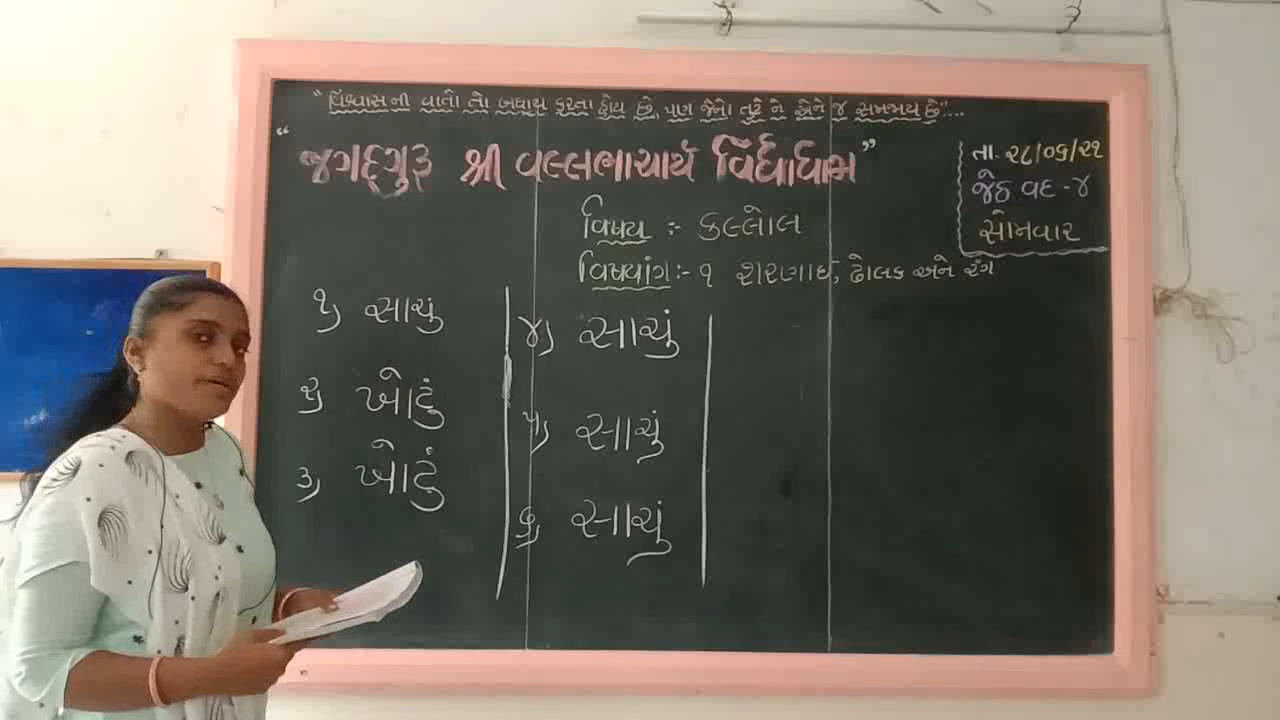 "વિશ્વાસની વાતો તો બધાય કરતા હોય છે, પણ જેનો તુટે ને એને જ સમજાય છે"...
"જગદ્ગુરુ શ્રી વલ્લભાચાર્ય વિદ્યાધામ"
તા. ૨૮/૦૬/૨૧
જેઠ વદ -૪
સોમવાર
વિષય :- કલ્લોલ
વિષયાંગ :- ૧ શરણાઈ, ઢોલક અને રંગ
૧) સાચું
૨) ખોટું
૩) ખોટું
૪) સાચું
૫) સાચું
૬) સાચું